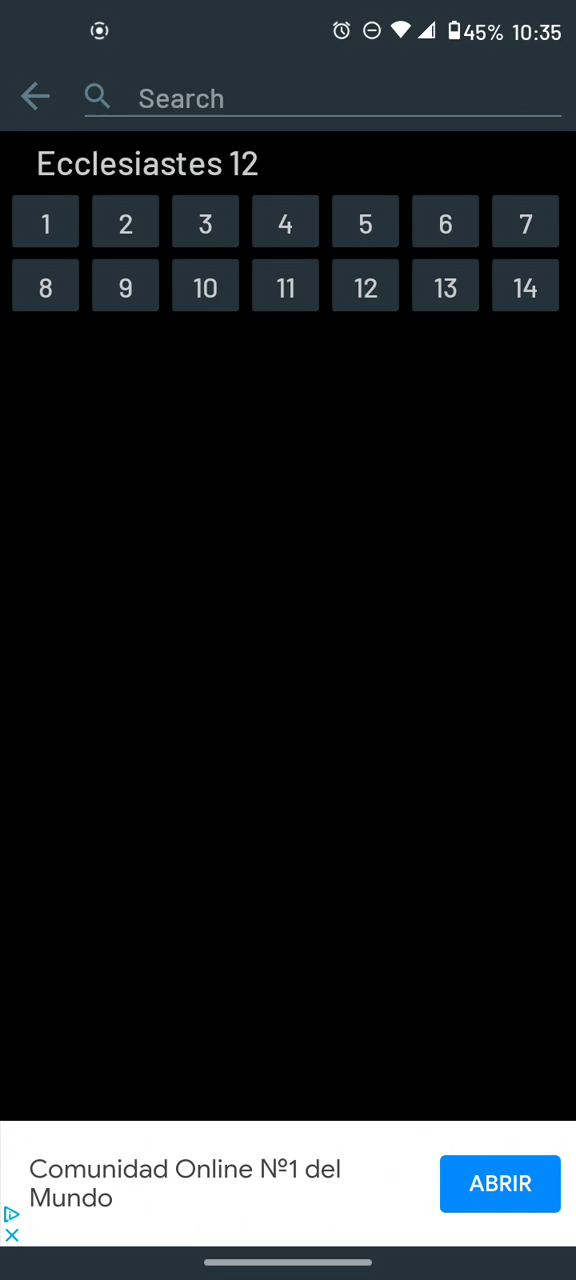 45% 10:35
Search
Ecclesiastes 12
1 2 3 4 5 6 7
8 9 10 11 12 13 14
Comunidad Online Nº1 del
Mundo
ABRIR